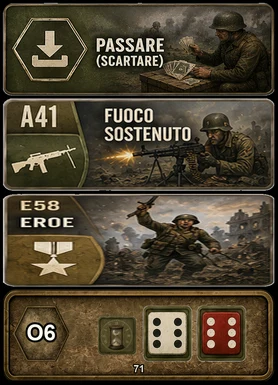 PASSARE
(SCARTARE)
A41
FUOCO
SOSTENUTO
E58
EROE
O6
71